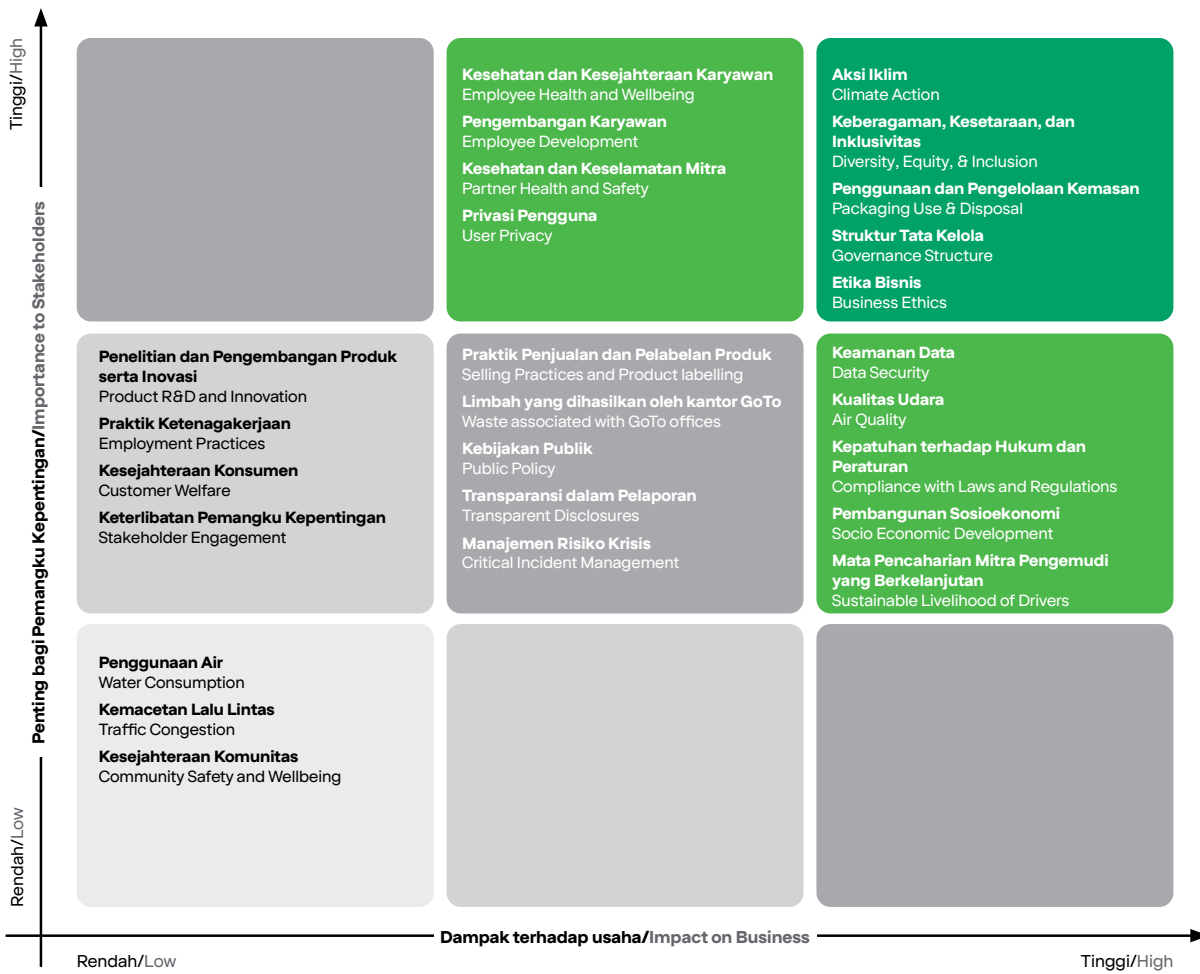 Tinggi/High
Penting bagi Pemangku Kepentingan/Importance to Stakeholders
Rendah/Low
Kesehatan dan Kesejahteraan Karyawan
Employee Health and Wellbeing
Pengembangan Karyawan
Employee Development
Kesehatan dan Keselamatan Mitra
Partner Health and Safety
Privasi Pengguna
User Privacy
Aksi Iklim
Climate Action
Keberagaman, Kesetaraan, dan
Inklusivitas
Diversity, Equity, & Inclusion
Penggunaan dan Pengelolaan Kemasan
Packaging Use & Disposal
Struktur Tata Kelola
Governance Structure
Etika Bisnis
Business Ethics
Penelitian dan Pengembangan Produk
serta Inovasi
Product R&D and Innovation
Praktik Ketenagakerjaan
Employment Practices
Kesejahteraan Konsumen
Customer Welfare
Keterlibatan Pemangku Kepentingan
Stakeholder Engagement
Praktik Penjualan dan Pelabelan Produk
Selling Practices and Product labelling
Limbah yang dihasilkan oleh kantor GoTo
Waste associated with GoTo offices
Kebijakan Publik
Public Policy
Transparansi dalam Pelaporan
Transparent Disclosures
Manajemen Risiko Krisis
Critical Incident Management
Keamanan Data
Data Security
Kualitas Udara
Air Quality
Kepatuhan terhadap Hukum dan
Peraturan
Compliance with Laws and Regulations
Pembangunan Sosioekonomi
Socio Economic Development
Mata Pencaharian Mitra Pengemudi
yang Berkelanjutan
Sustainable Livelihood of Drivers
Penggunaan Air
Water Consumption
Kemacetan Lalu Lintas
Traffic Congestion
Kesejahteraan Komunitas
Community Safety and Wellbeing
Dampak terhadap usaha/Impact on Business
Rendah/Low
Tinggi/High